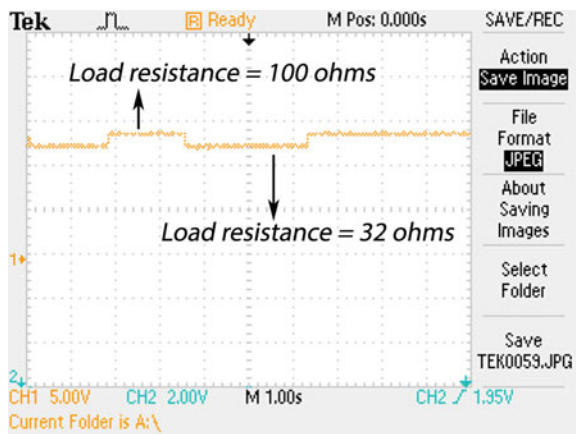 Tek
R Ready
M Pos: 0.000s
SAVE/REC
Load resistance = 100 ohms
Load resistance = 32 ohms
1
2
Action
Save Image
File
Format
JPEG
About
Saving
Images
Select
Folder
Save
TEK0059.JPG
CH1 5.00V
CH2 2.00V
M 1.00s
CH2 1.95V
Current Folder is A:\